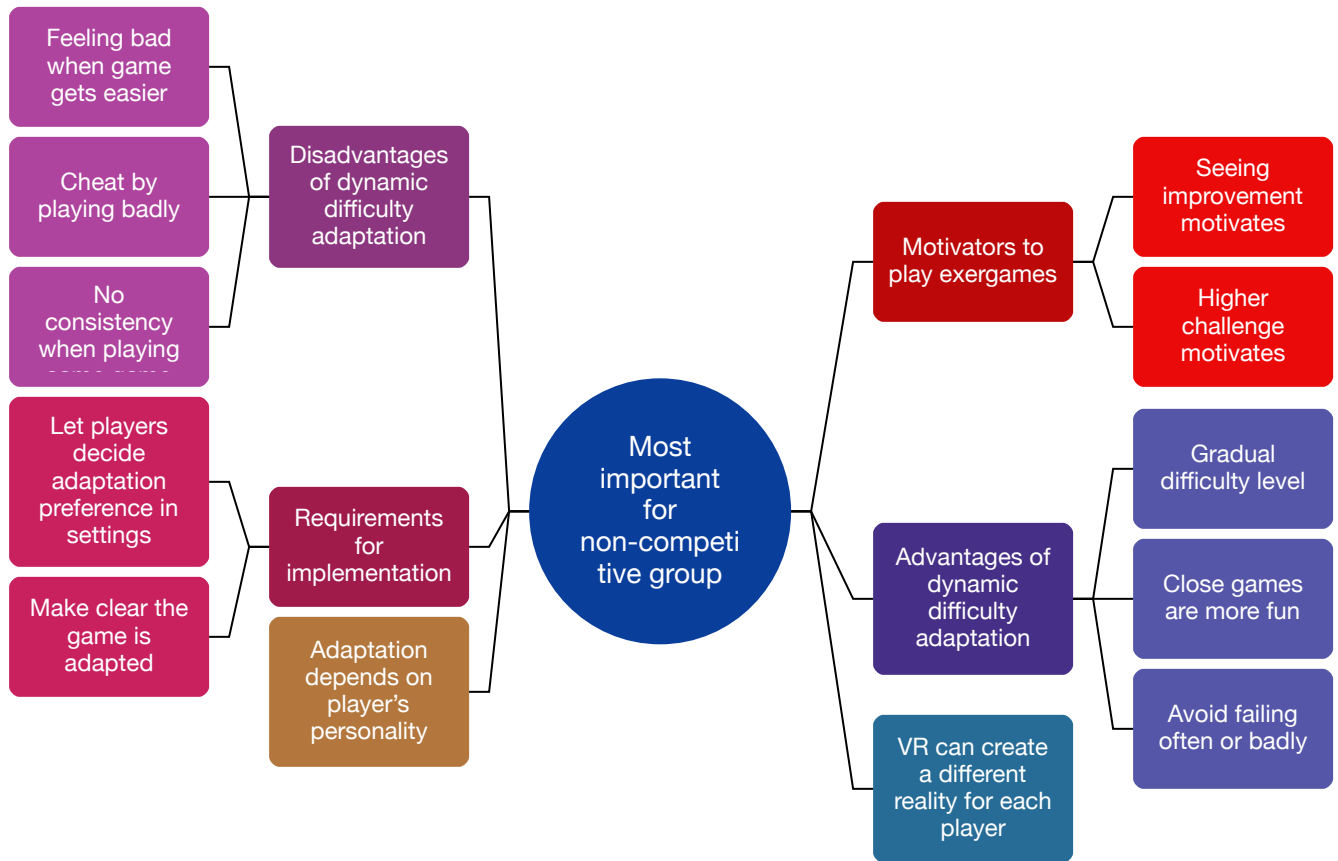 Feeling bad
when game
gets easier
Cheat by
playing badly
No
consistency
when playing
Disadvantages
of dynamic
difficulty
adaptation
Let players
decide
adaptation
preference in
settings
Make clear the
game is
adapted
Requirements
for
implementation
Adaptation
depends on
player’s
personality
Most
important
for
non-competi
tive group
Motivators to
play exergames
Seeing
improvement
motivates
Higher
challenge
motivates
Advantages of
dynamic
difficulty
adaptation
Gradual
difficulty level
Close games
are more fun
Avoid failing
often or badly
VR can create
a different
reality for each
player